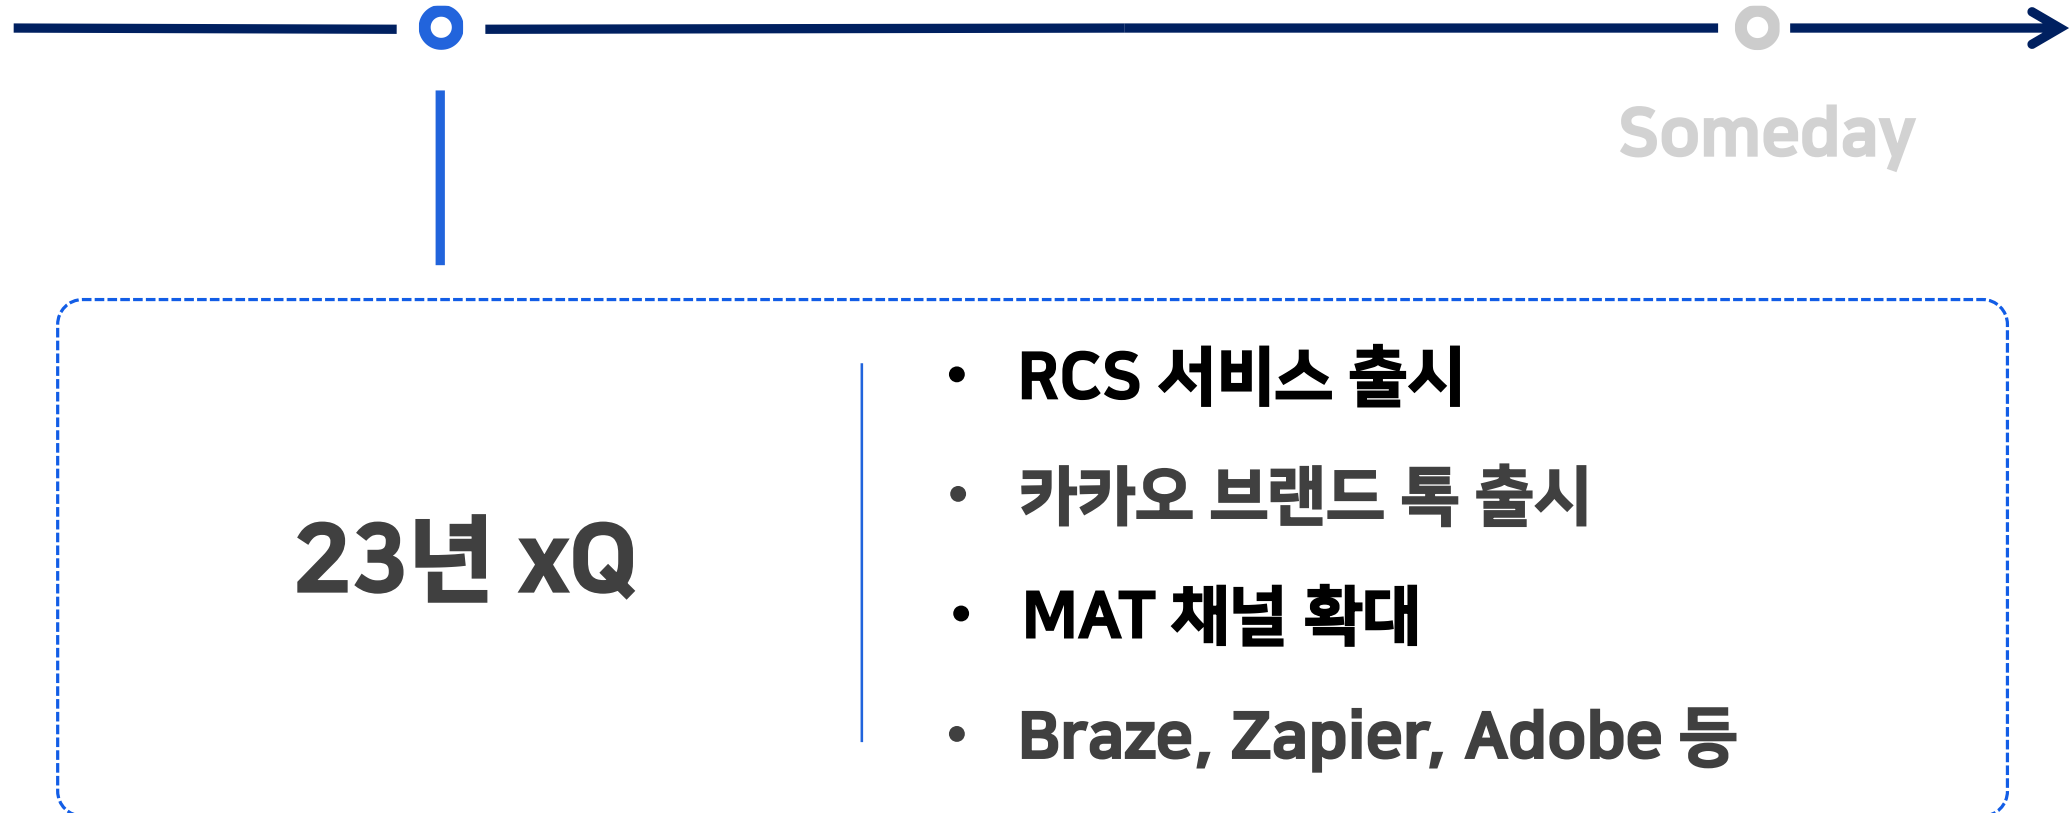 Someday
23년 xQ
• RCS 서비스 출시
• 카카오 브랜드 톡 출시
• MAT 채널 확대
• Braze, Zapier, Adobe 등